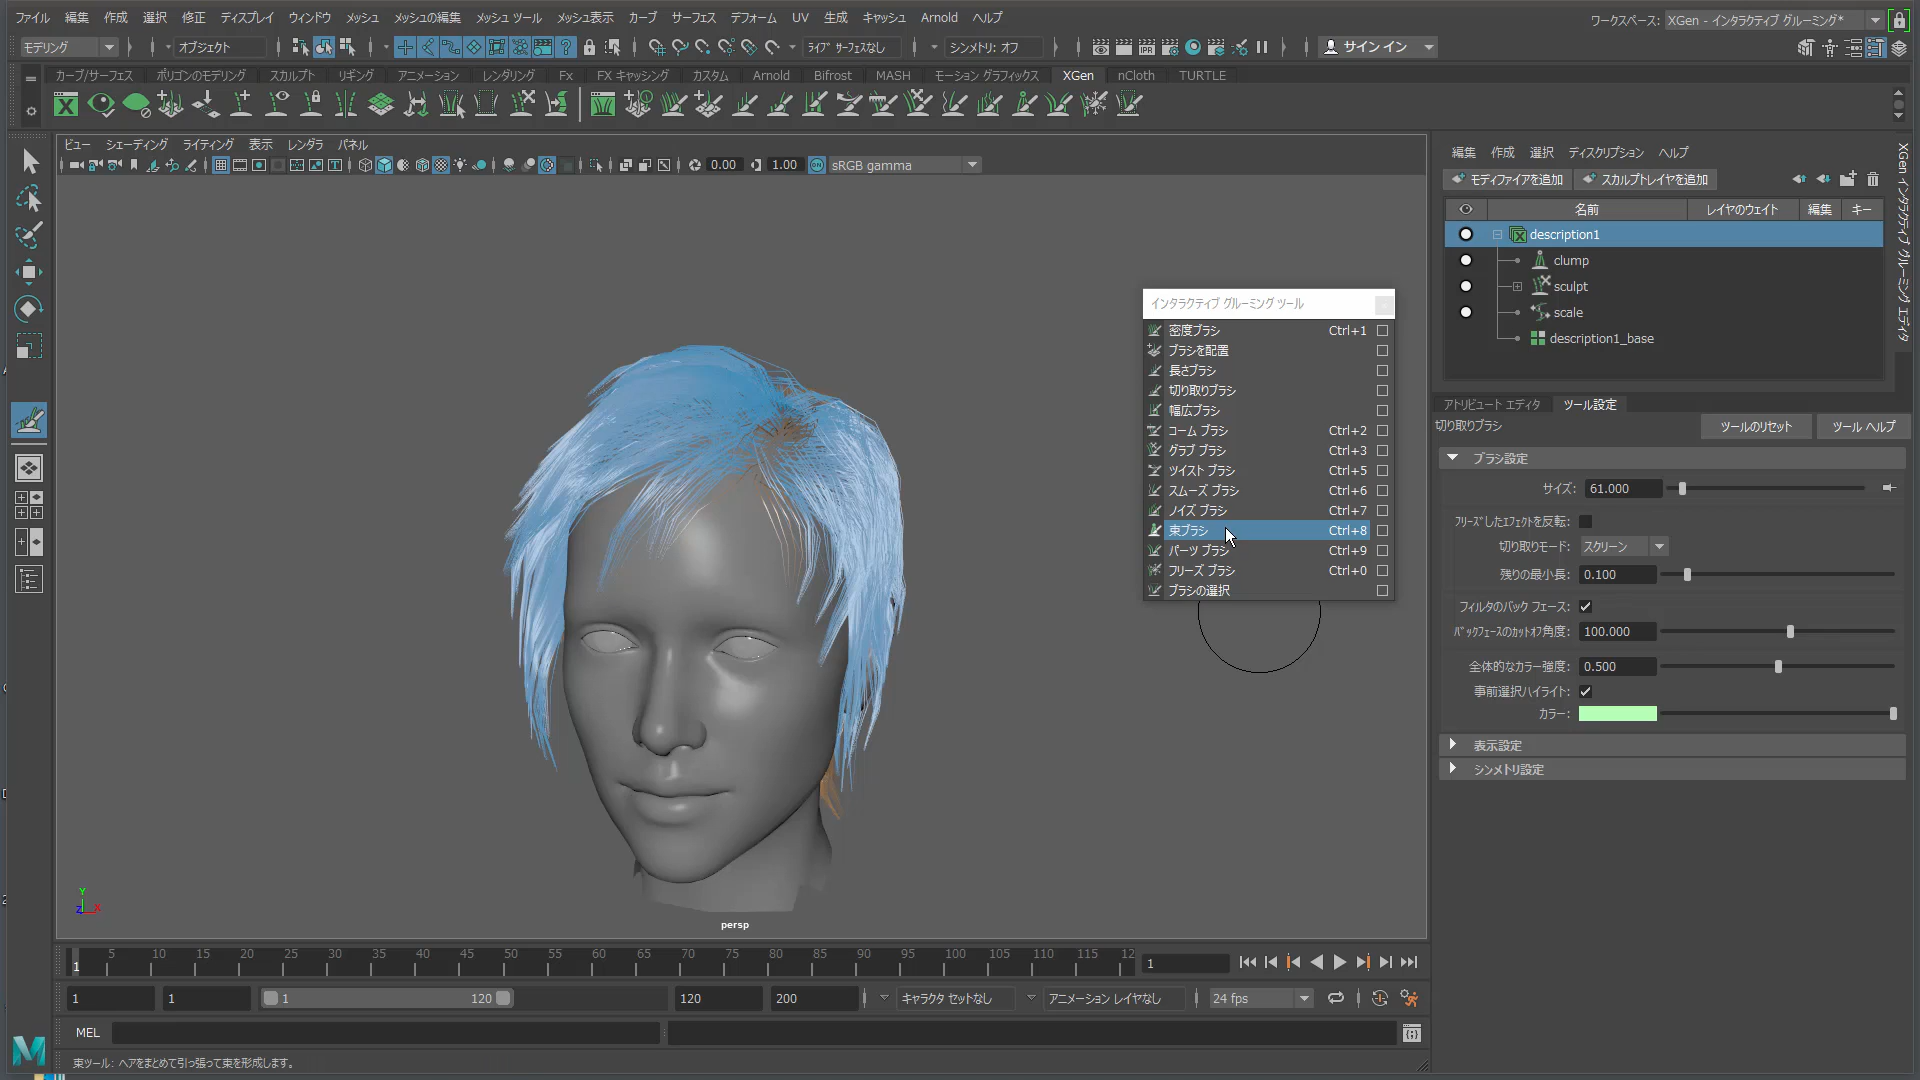 ファイル 編集 作成 選択 修正 ディスプレイ ウィンドウ メッシュ メッシュの編集 メッシュ ツール メッシュ表示 カーブ サーフェス デフォーム UV 生成 キャッシュ Arnold ヘルプ
ワークスペース: XGen - インタラクティブ グルーミング*
モデリング オブジェクト ライブ サーフェスなし シンメトリ: オフ サイン イン
カーブ/サーフェス ポリゴンのモデリング スカルプト リギング アニメーション レンダリング Fx FX キャッシング カスタム Arnold Bifrost MASH モーション グラフィックス XGen nCloth TURTLE
ビュー シェーディング ライティング 表示 レンダラ パネル
0.00 1.00 sRGB gamma
インタラクティブ グルーミング ツール
密度ブラシ Ctrl+1
ブラシを配置
長さブラシ
切り取りブラシ
幅広ブラシ
コーム ブラシ Ctrl+2
グラブ ブラシ Ctrl+3
ツイスト ブラシ Ctrl+5
スムーズ ブラシ Ctrl+6
ノイズ ブラシ Ctrl+7
束ブラシ Ctrl+8
パーツ ブラシ Ctrl+9
フリーズ ブラシ Ctrl+0
ブラシの選択
Y
Z X
persp
編集 作成 選択 ディスクリプション ヘルプ
モディファイアを追加 スカルプトレイヤを追加
名前 レイヤのウェイト 編集 キー
description1
clump
sculpt
scale
description1_base
XGen インタラクティブ グルーミング エディタ
アトリビュート エディタ ツール設定
切り取りブラシ ツールのリセット ツール ヘルプ
ブラシ設定
サイズ: 61.000
フリーズしたエフェクトを反転:
切り取りモード: スクリーン
残りの最小長: 0.100
フィルタのバック フェース:
バックフェースのカットオフ角度: 100.000
全体的なカラー強度: 0.500
事前選択ハイライト:
カラー:
表示設定
シンメトリ設定
1 5 10 15 20 25 30 35 40 45 50 55 60 65 70 75 80 85 90 95 100 105 110 115 12
1
1 1 1 120 120 200 キャラクタ セットなし アニメーション レイヤなし 24 fps
MEL
束ツール: ヘアをまとめて引っ張って束を形成します。